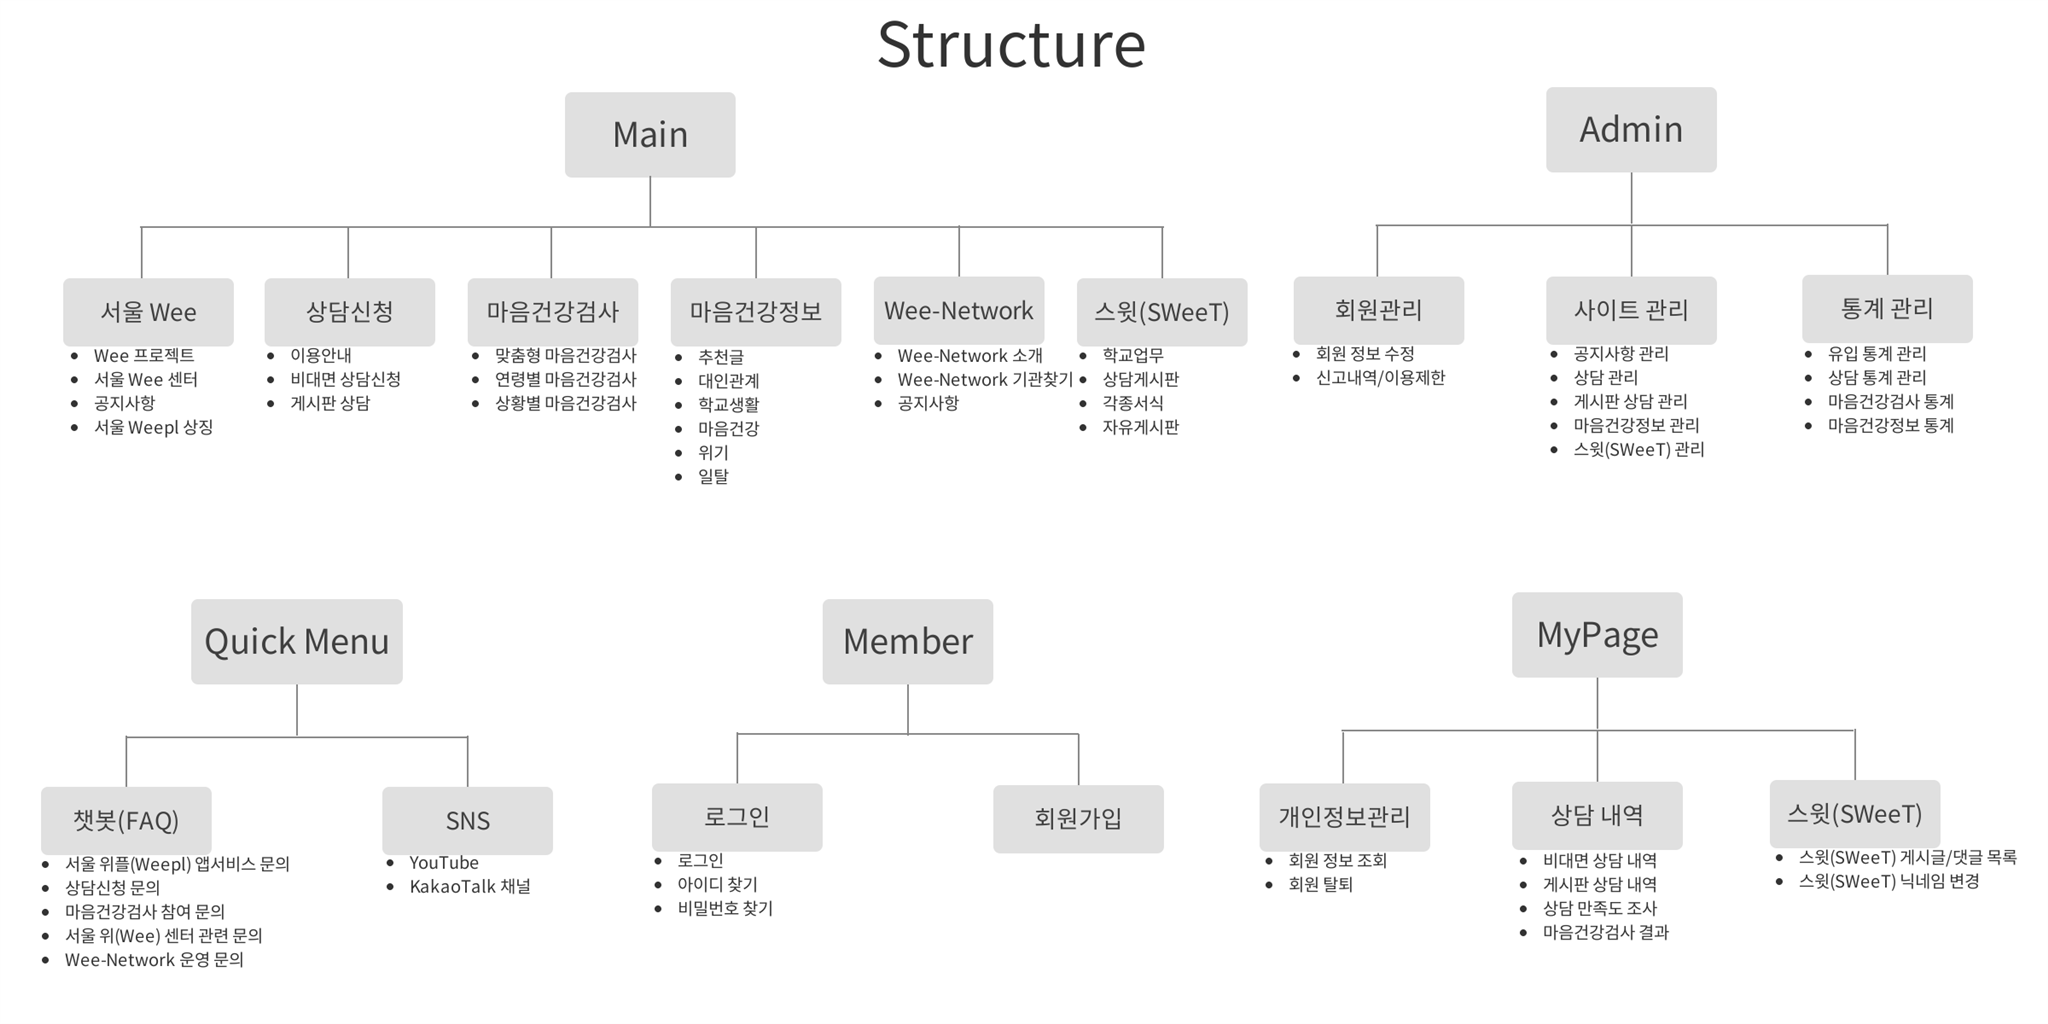 Structure
Main
서울 Wee
Wee 프로젝트
서울 Wee 센터
공지사항
서울 Weepl 상징
상담신청
이용안내
비대면 상담신청
게시판 상담
마음건강검사
맞춤형 마음건강검사
연령별 마음건강검사
상황별 마음건강검사
마음건강정보
추천글
대인관계
학교생활
마음건강
위기
일탈
Wee-Network
Wee-Network 소개
Wee-Network 기관찾기
공지사항
스윗(SWeeT)
학교업무
상담게시판
각종서식
자유게시판
Admin
회원관리
회원 정보 수정
신고내역/이용제한
사이트 관리
공지사항 관리
상담 관리
게시판 상담 관리
마음건강정보 관리
스윗(SWeeT) 관리
통계 관리
유입 통계 관리
상담 통계 관리
마음건강검사 통계
마음건강정보 통계
Quick Menu
챗봇(FAQ)
서울 위플(Weepl) 앱서비스 문의
상담신청 문의
마음건강검사 참여 문의
서울 위(Wee) 센터 관련 문의
Wee-Network 운영 문의
SNS
YouTube
KakaoTalk 채널
Member
로그인
로그인
아이디 찾기
비밀번호 찾기
회원가입
MyPage
개인정보관리
회원 정보 조회
회원 탈퇴
상담 내역
비대면 상담 내역
게시판 상담 내역
상담 만족도 조사
마음건강검사 결과
스윗(SWeeT)
스윗(SWeeT) 게시글/댓글 목록
스윗(SWeeT) 닉네임 변경